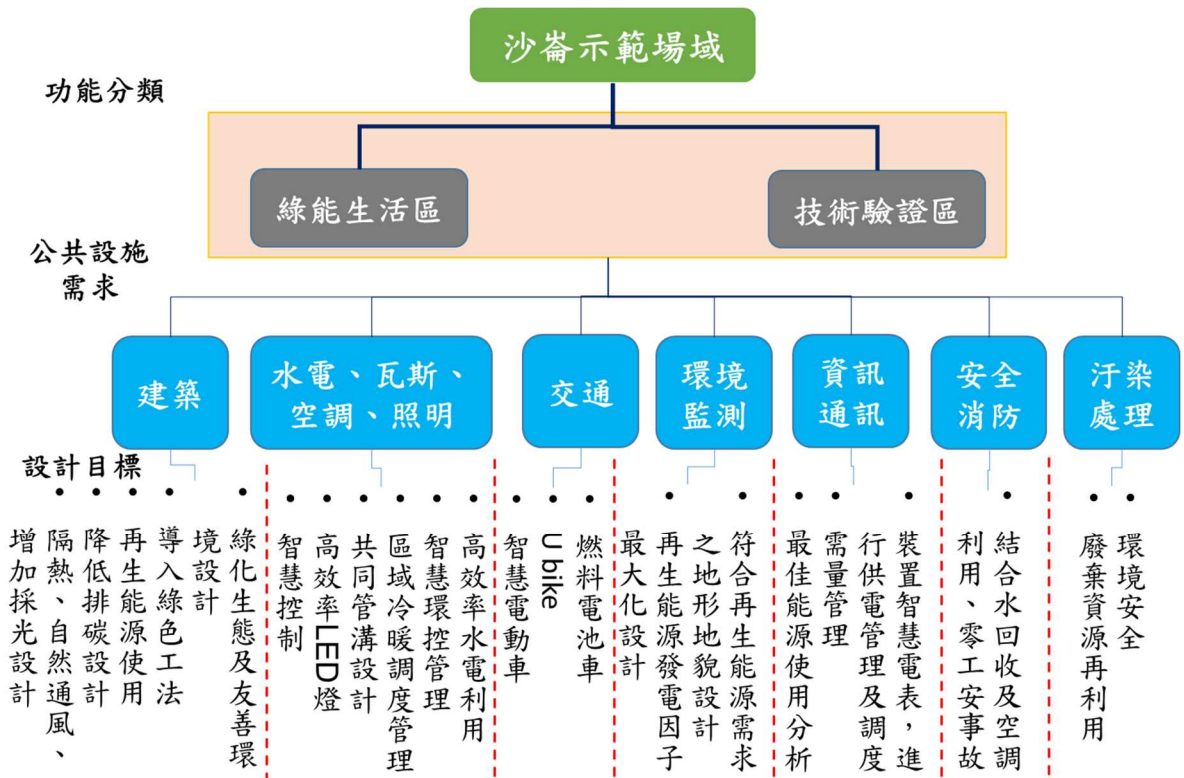 沙崙示範場域
功能分類
綠能生活區
技術驗證區
公共設施
需求
建築
水電、瓦斯、
空調、照明
交通
環境
監測
資訊
通訊
安全
消防
汙染
處理
設計目標
• 綠化生態及友善環
境設計
• 導入綠色工法
• 再生能源使用
• 降低排碳設計
• 隔熱、自然通風、
增加採光設計
• 高效率水電利用
• 智慧環控管理
• 區域冷暖調度管理
• 共同管溝設計
• 高效率LED燈
• 智慧控制
• 燃料電池車
• U bike
• 智慧電動車
• 符合再生能源需求
之地形地貌設計
• 再生能源發電因子
最大化設計
• 裝置智慧電表，進
行供電管理及調度
• 需量管理
• 最佳能源使用分析
• 結合水回收及空調
利用、零工安事故
• 環境安全
• 廢棄資源再利用